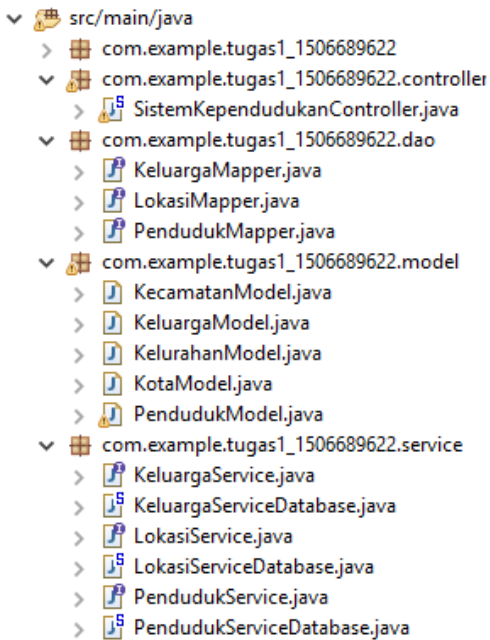 src/main/java
com.example.tugas1_1506689622
com.example.tugas1_1506689622.controller
SistemKependudukanController.java
com.example.tugas1_1506689622.dao
KeluargaMapper.java
LokasiMapper.java
PendudukMapper.java
com.example.tugas1_1506689622.model
KecamatanModel.java
KeluargaModel.java
KelurahanModel.java
KotaModel.java
PendudukModel.java
com.example.tugas1_1506689622.service
KeluargaService.java
KeluargaServiceDatabase.java
LokasiService.java
LokasiServiceDatabase.java
PendudukService.java
PendudukServiceDatabase.java